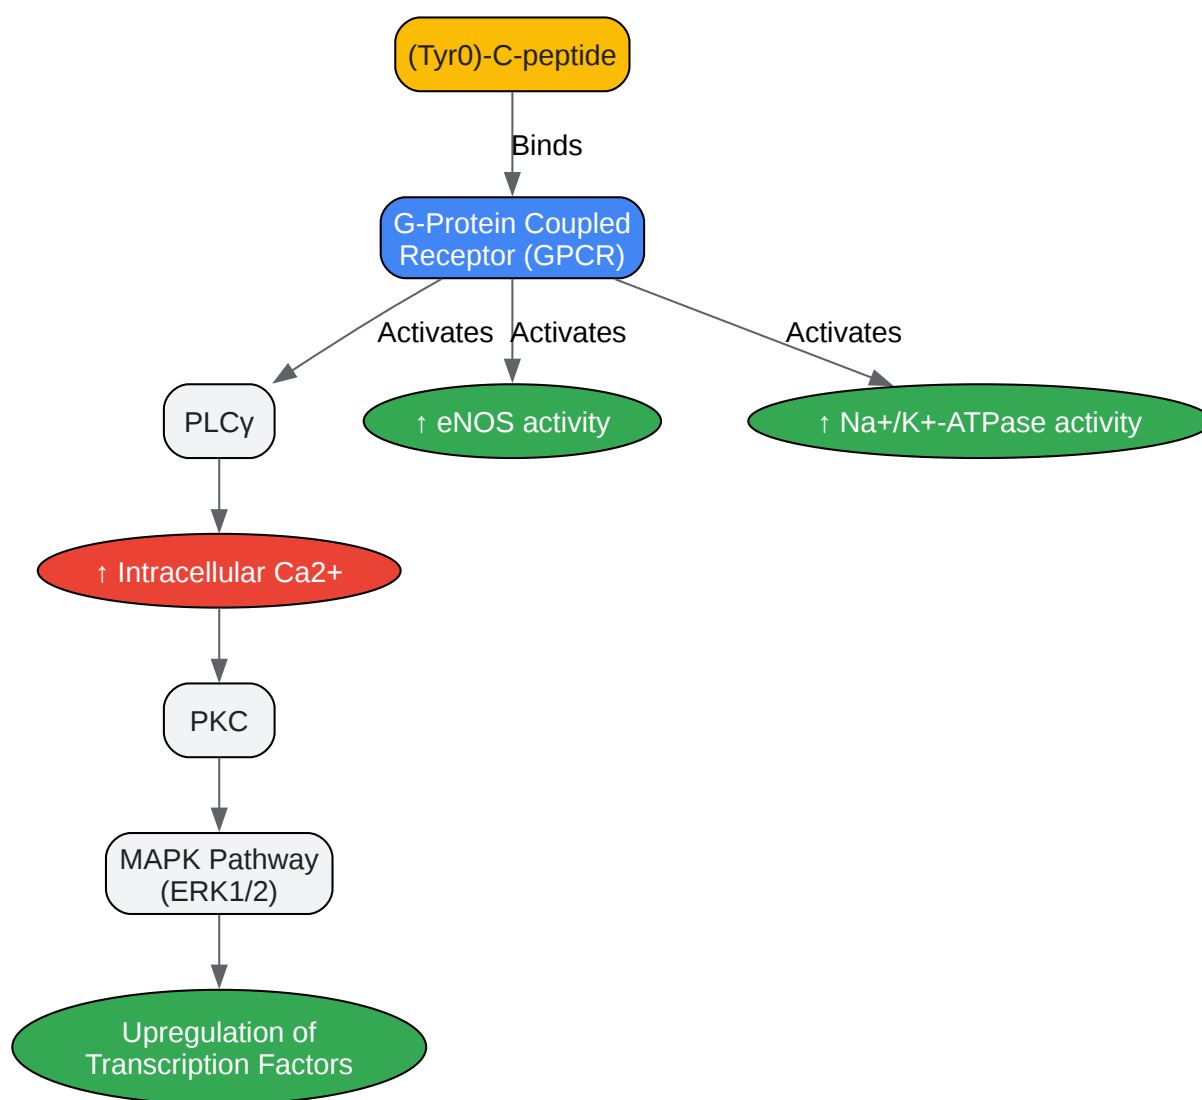 (Tyr0)-C-peptide
Binds
G-Protein Coupled
Receptor (GPCR)
Activates
Activates
Activates
PLCγ
↑ eNOS activity
↑ Na+/K+-ATPase activity
↑ Intracellular Ca2+
PKC
MAPK Pathway
(ERK1/2)
Upregulation of
Transcription Factors